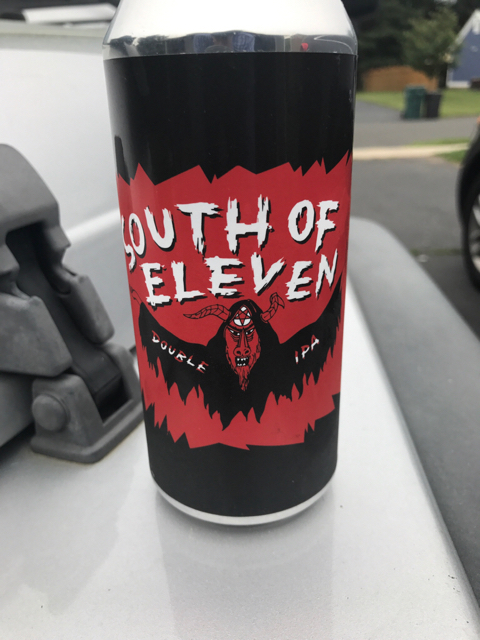 SOUTH OF
ELEVEN
DOUBLE IPA